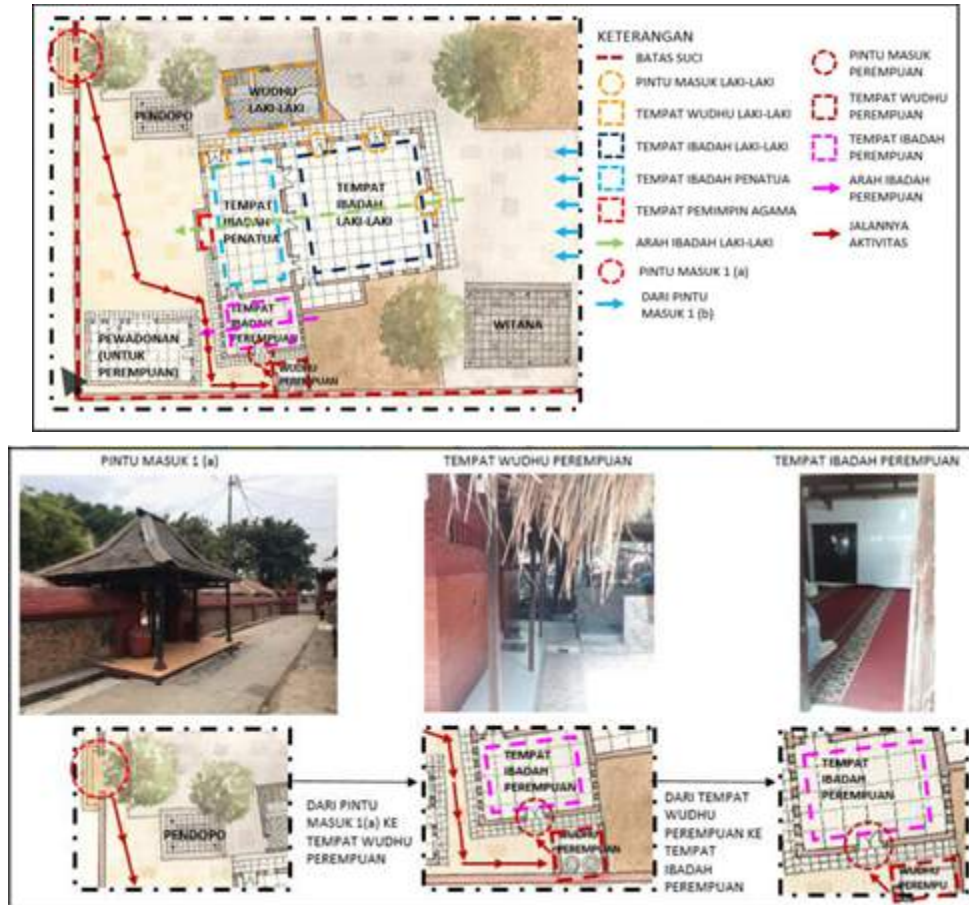 WUDHU
LAKI-LAKI
PENDOPO
TEMPAT
IBADAH
LAKI-LAKI
TEMPAT
IBADAH
PENATUA
TEMPAT
IBADAH
PEREMPUAN
PEWADONAN
(UNTUK
PEREMPUAN)
WUDHU
PEREMPUAN
WITANA
KETERANGAN
BATAS SUCI
PINTU MASUK LAKI-LAKI
TEMPAT WUDHU LAKI-LAKI
TEMPAT IBADAH LAKI-LAKI
TEMPAT IBADAH PENATUA
TEMPAT PEMIMPIN AGAMA
ARAH IBADAH LAKI-LAKI
PINTU MASUK 1 (a)
DARI PINTU
MASUK 1 (b)
PINTU MASUK
PEREMPUAN
TEMPAT WUDHU
PEREMPUAN
TEMPAT IBADAH
PEREMPUAN
ARAH IBADAH
PEREMPUAN
JALANNYA
AKTIVITAS
PINTU MASUK 1 (a)
TEMPAT WUDHU PEREMPUAN
TEMPAT IBADAH PEREMPUAN
PENDOPO
DARI PINTU
MASUK 1(a) KE
TEMPAT WUDHU
PEREMPUAN
TEMPAT
IBADAH
PEREMPUAN
WUDHU
PEREMPUAN
DARI TEMPAT
WUDHU
PEREMPUAN KE
TEMPAT
IBADAH
PEREMPUAN
TEMPAT
IBADAH
PEREMPUAN
WUDHU
PEREMPU